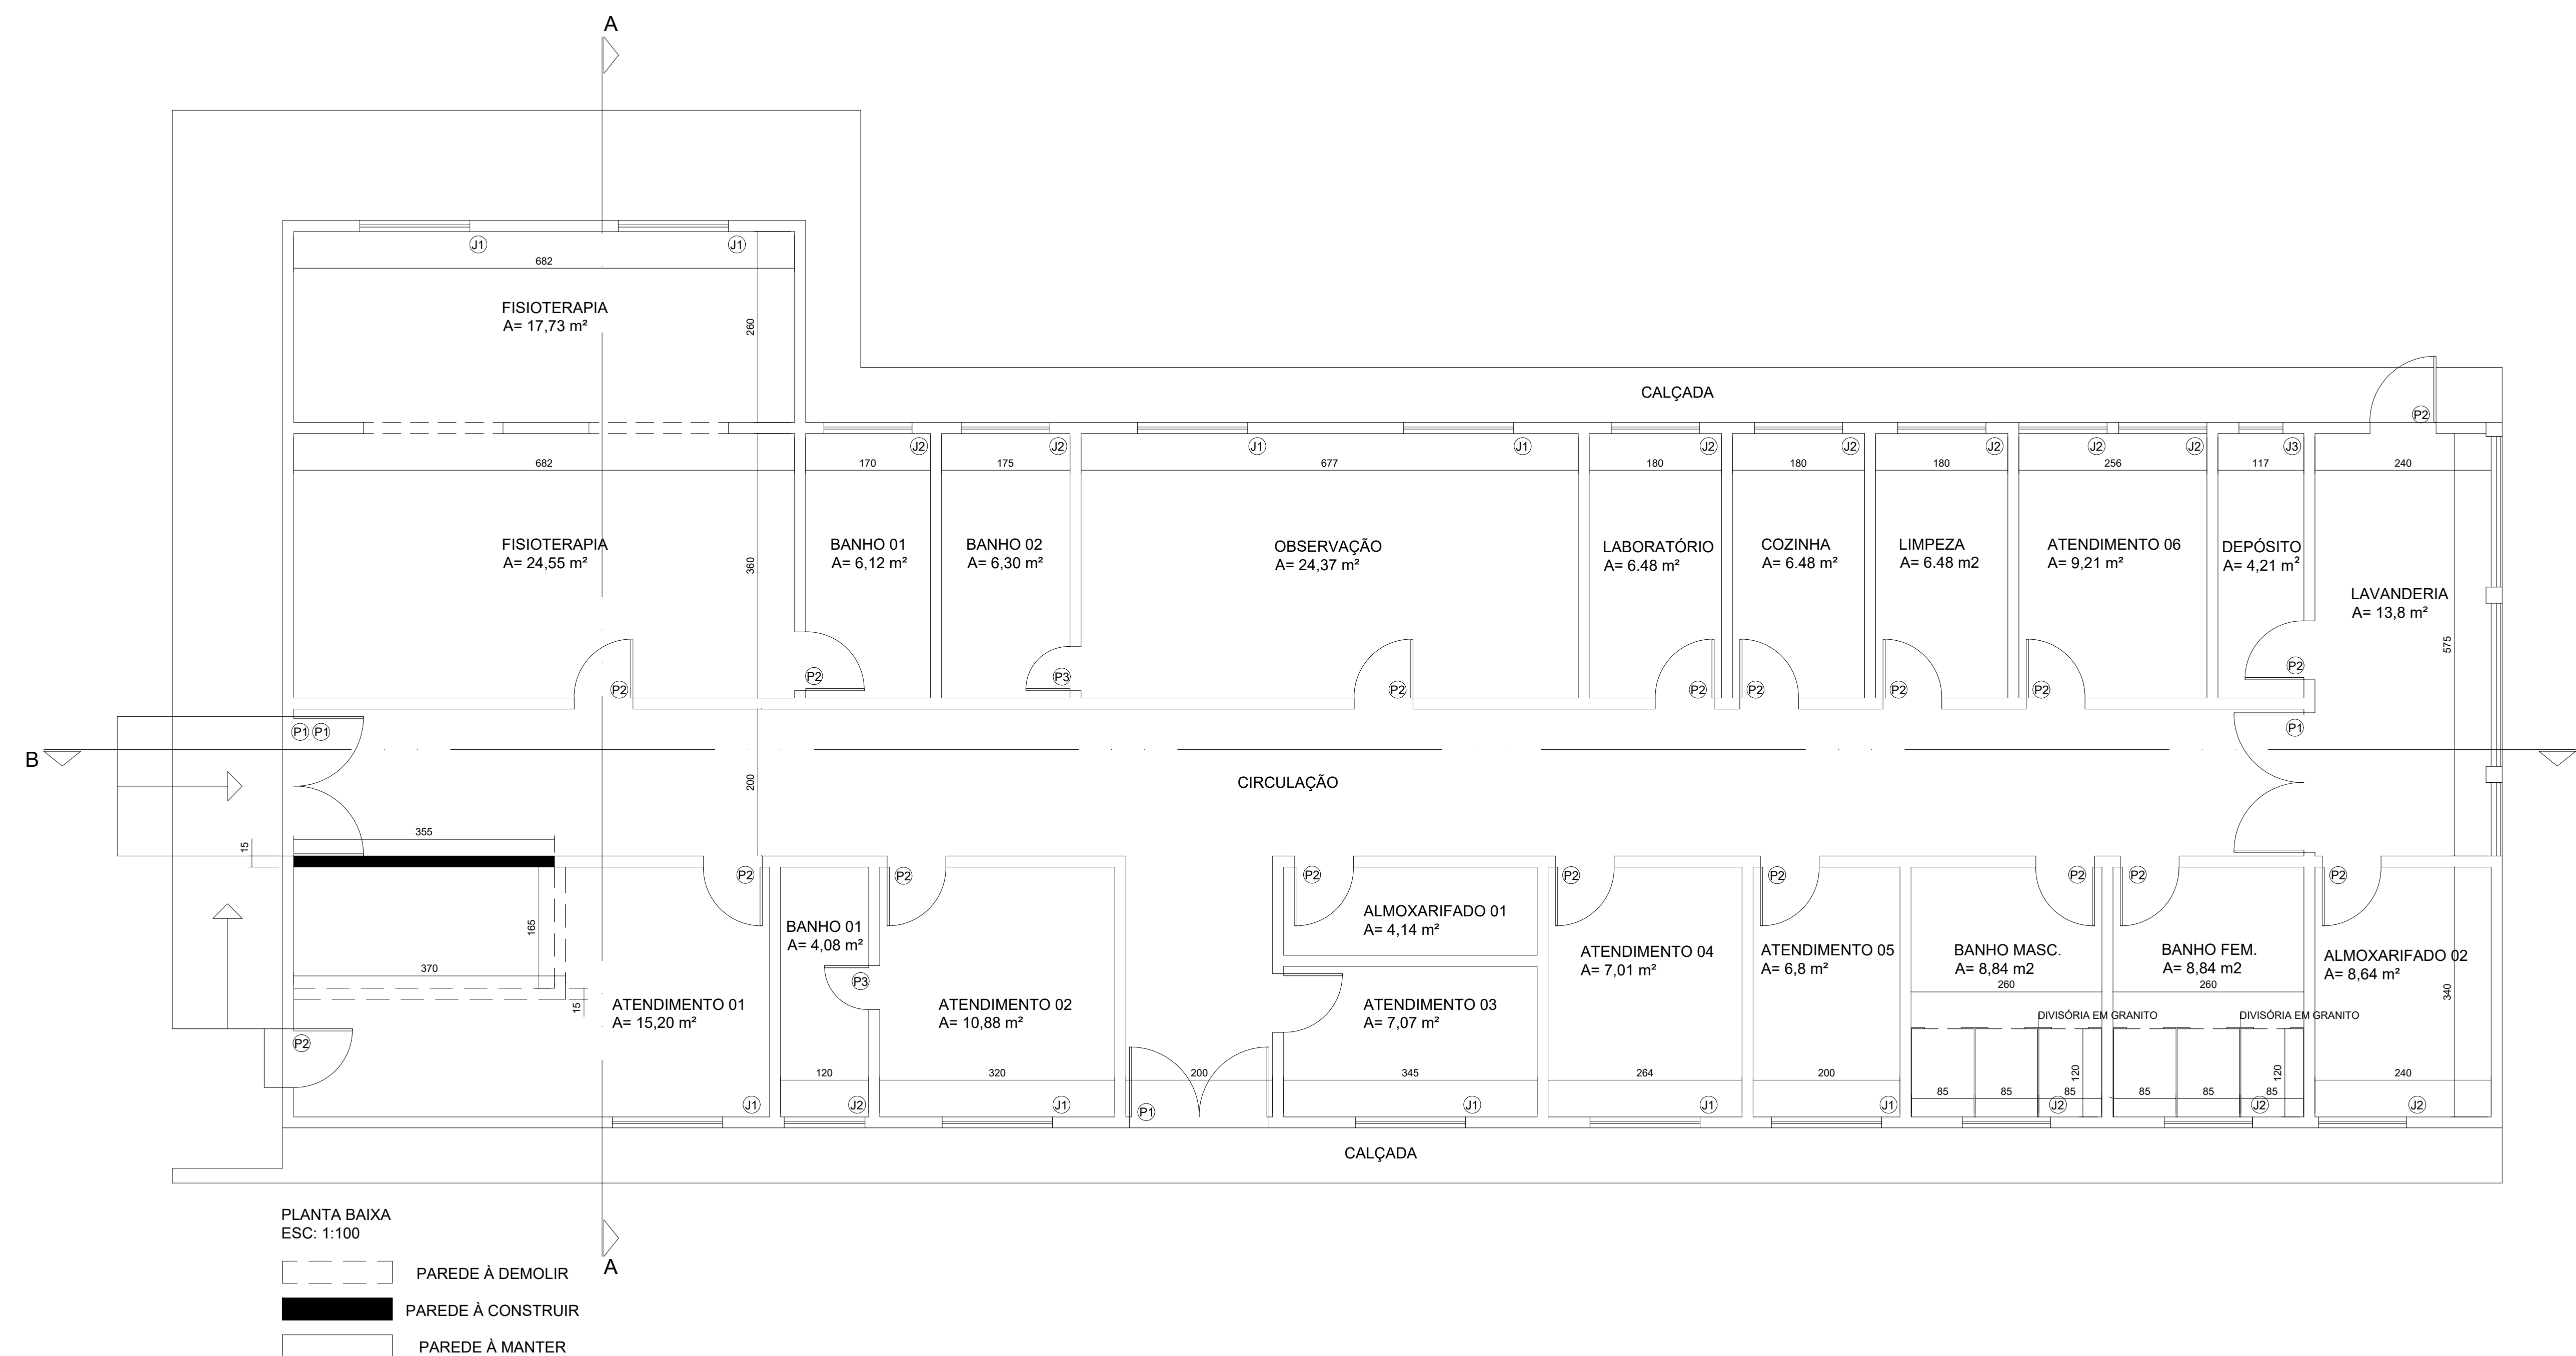 A
J1
J1
682
FISIOTERAPIA
A= 17,73 m²
260
CALÇADA
P2
J2
J2
J1
J1
J2
J2
J2
J2
J2
J3
682
170
175
677
180
180
180
256
117
240
FISIOTERAPIA
A= 24,55 m²
360
BANHO 01
A= 6,12 m²
BANHO 02
A= 6,30 m²
OBSERVAÇÃO
A= 24,37 m²
LABORATÓRIO
A= 6.48 m²
COZINHA
A= 6.48 m²
LIMPEZA
A= 6.48 m2
ATENDIMENTO 06
A= 9,21 m²
DEPÓSITO
A= 4,21 m²
LAVANDERIA
A= 13,8 m²
575
P2
P2
P3
P2
P2
P2
P2
P2
P2
P1
P1
P1
B
200
CIRCULAÇÃO
355
15
P2
P2
P2
P2
P2
P2
P2
P2
165
370
15
ATENDIMENTO 01
A= 15,20 m²
BANHO 01
A= 4,08 m²
P3
ATENDIMENTO 02
A= 10,88 m²
ALMOXARIFADO 01
A= 4,14 m²
ATENDIMENTO 03
A= 7,07 m²
ATENDIMENTO 04
A= 7,01 m²
ATENDIMENTO 05
A= 6,8 m²
BANHO MASC.
A= 8,84 m2
260
DIVISÓRIA EM GRANITO
BANHO FEM.
A= 8,84 m2
260
DIVISÓRIA EM GRANITO
ALMOXARIFADO 02
A= 8,64 m²
340
P2
120
320
200
345
264
200
120
85
85
85
120
85
85
85
240
J1
J2
J1
P1
J1
J1
J1
J2
J2
J2
CALÇADA
PLANTA BAIXA
ESC: 1:100
A
PAREDE À DEMOLIR
PAREDE À CONSTRUIR
PAREDE À MANTER